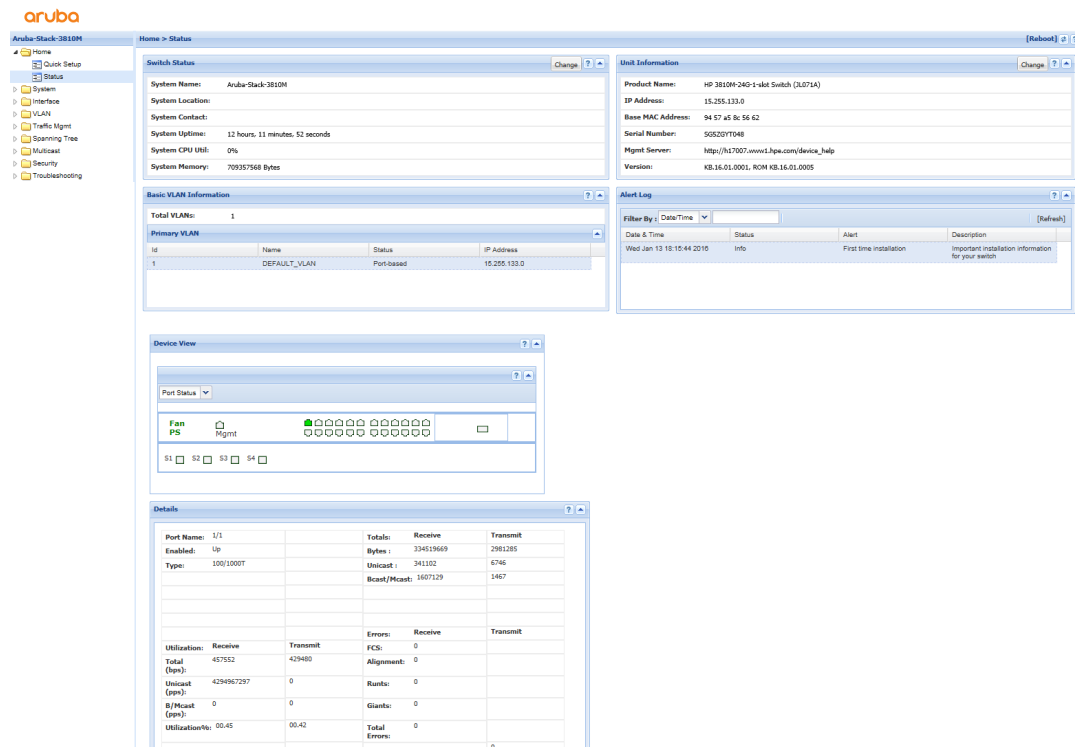 aruba
Aruba-Stack-3810M
Home > Status
[Reboot]
?
Home
Quick Setup
Status
System
Interface
VLAN
Traffic Mgmt
Spanning Tree
Multicast
Security
Troubleshooting
Switch Status
Change ?
System Name: Aruba-Stack-3810M
System Location:
System Contact:
System Uptime: 12 hours, 11 minutes, 52 seconds
System CPU Util: 0%
System Memory: 709357568 Bytes
Unit Information
Change ?
Product Name: HP 3810M-24G-1-slot Switch (JL071A)
IP Address: 15.255.133.0
Base MAC Address: 94 57 a5 8c 56 62
Serial Number: SG5ZGYT048
Mgmt Server: http://h17007.www1.hpe.com/device_help
Version: KB.16.01.0001, ROM KB.16.01.0005
Basic VLAN Information ?
Total VLANs: 1
Primary VLAN
Id Name Status IP Address
1 DEFAULT_VLAN Port-based 15.255.133.0
Alert Log ?
Filter By : Date/Time [Refresh]
Date & Time Status Alert Description
Wed Jan 13 18:15:44 2016 Info First time installation Important installation information
for your switch
Device View ?
?
Port Status
Fan
PS Mgmt
S1 S2 S3 S4
Details ?
Port Name: 1/1 Totals: Receive Transmit
Enabled: Up Bytes : 334519669 2981285
Type: 100/1000T Unicast : 341102 6746
Bcast/Mcast: 1607129 1467
Errors: Receive Transmit
Utilization: Receive Transmit FCS: 0
Total 457552 429480 Alignment: 0
(bps):
Unicast 4294967297 0 Runts: 0
(pps):
B/Mcast 0 0 Giants: 0
(pps):
Utilization%: 00.45 00.42 Total 0
Errors: